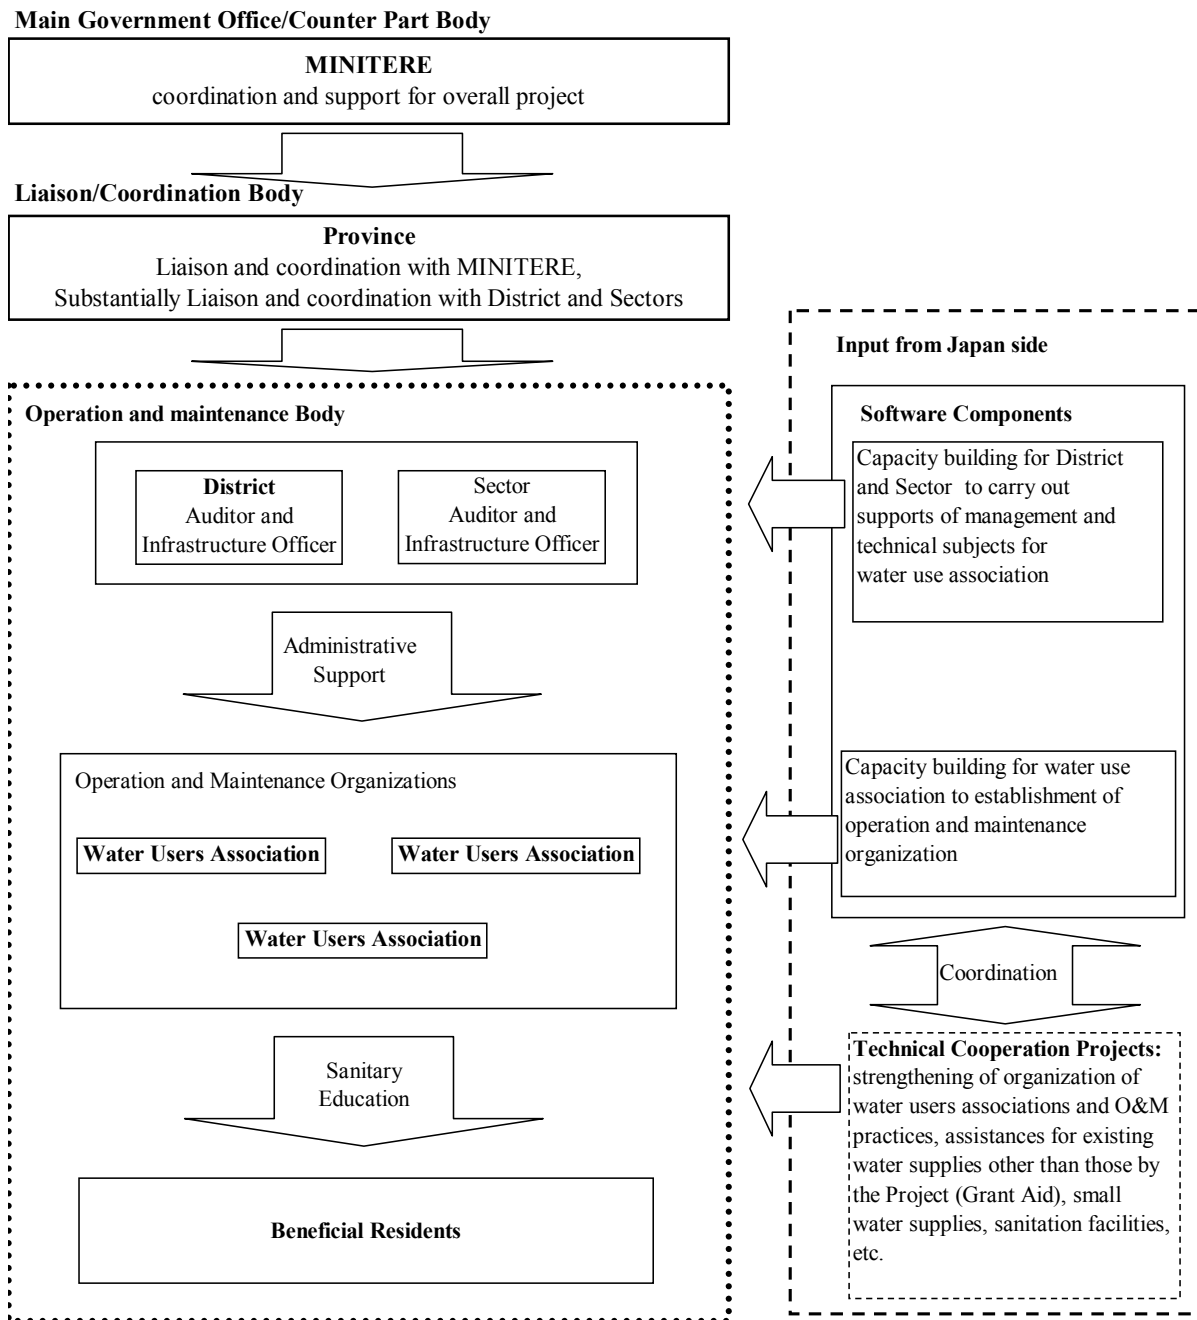 Main Government Office/Counter Part Body
MINITERE
coordination and support for overall project
Liaison/Coordination Body
Province
Liaison and coordination with MINITERE,
Substantially Liaison and coordination with District and Sectors
Operation and maintenance Body
District
Auditor and
Infrastructure Officer
Sector
Auditor and
Infrastructure Officer
Administrative
Support
Operation and Maintenance Organizations
Water Users Association
Water Users Association
Water Users Association
Sanitary
Education
Beneficial Residents
Input from Japan side
Software Components
Capacity building for District
and Sector to carry out
supports of management and
technical subjects for
water use association
Capacity building for water use
association to establishment of
operation and maintenance
organization
Coordination
Technical Cooperation Projects:
strengthening of organization of
water users associations and O&M
practices, assistances for existing
water supplies other than those by
the Project (Grant Aid), small
water supplies, sanitation facilities,
etc.